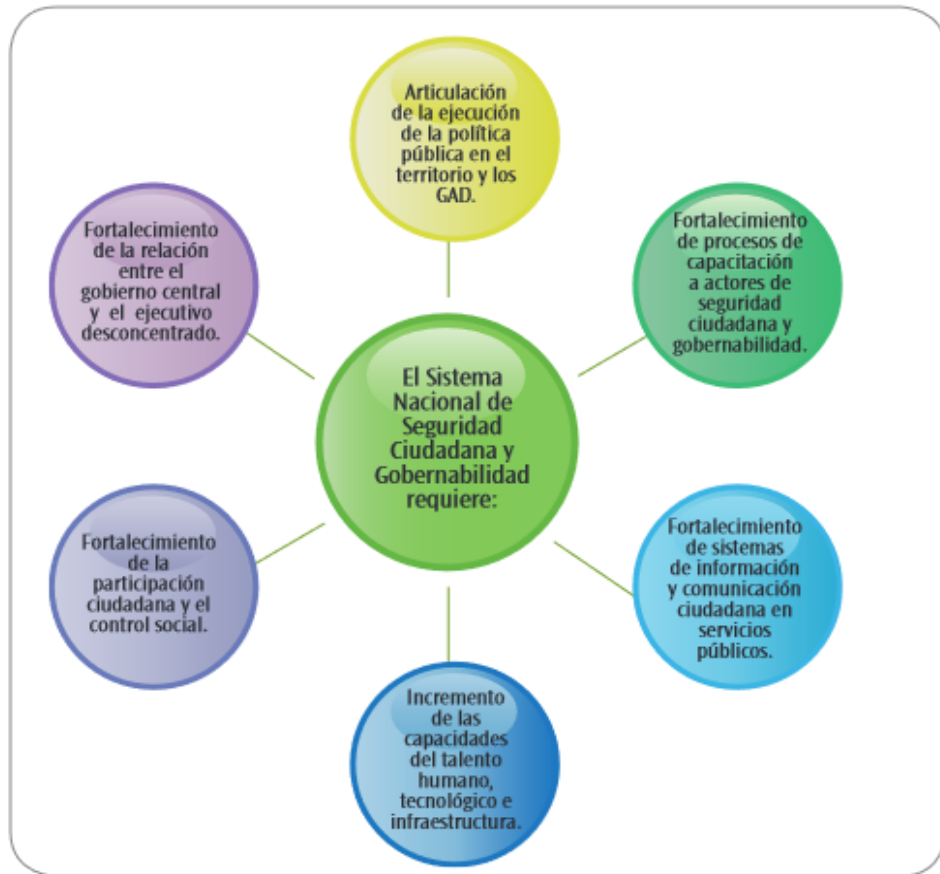 Articulación
de la ejecución
de la política
pública en el
territorio y los
GAD.
Fortalecimiento
de procesos de
capacitación
a actores de
seguridad
ciudadana y
gobernabilidad.
Fortalecimiento
de sistemas
de información
y comunicación
ciudadana en
servicios
públicos.
Incremento
de las
capacidades
del talento
humano,
tecnológico e
infraestructura.
Fortalecimiento
de la
participación
ciudadana y el
control social.
Fortalecimiento
de la relación
entre el
gobierno central
y el ejecutivo
desconcentrado.
El Sistema
Nacional de
Seguridad
Ciudadana y
Gobernabilidad
requiere: